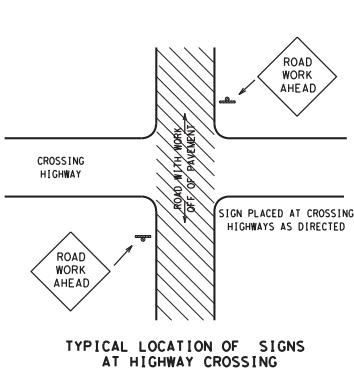 ROAD
WORK
AHEAD
CROSSING
HIGHWAY
ROAD WITH WORK
OFF OF PAVEMENT
SIGN PLACED AT CROSSING
HIGHWAYS AS DIRECTED
ROAD
WORK
AHEAD
TYPICAL LOCATION OF SIGNS
AT HIGHWAY CROSSING